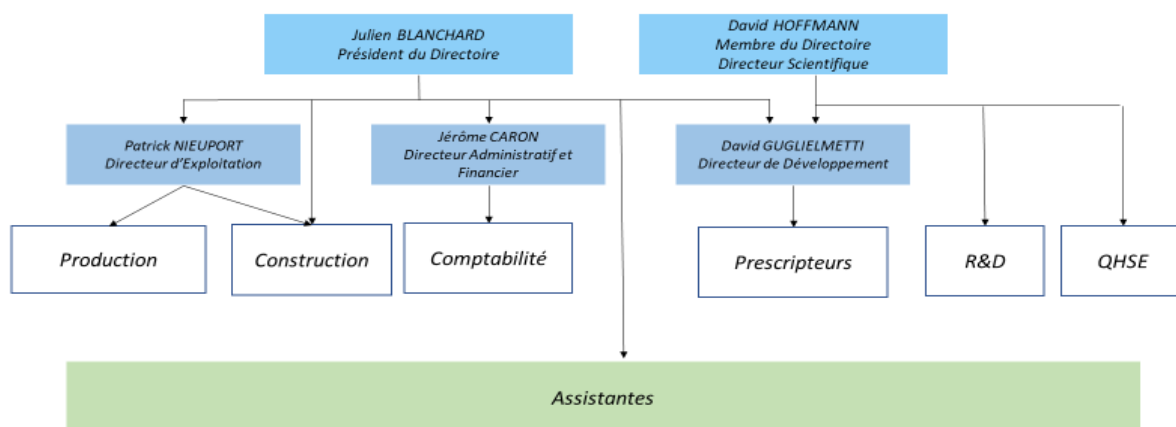 Julien BLANCHARD
Président du Directoire
David HOFFMANN
Membre du Directoire
Directeur Scientifique
Patrick NIEUPORT
Directeur d'Exploitation
Jérôme CARON
Directeur Administratif et
Financier
David GUGLIELMETTI
Directeur de Développement
Production
Construction
Comptabilité
Prescripteurs
R&D
QHSE
Assistantes